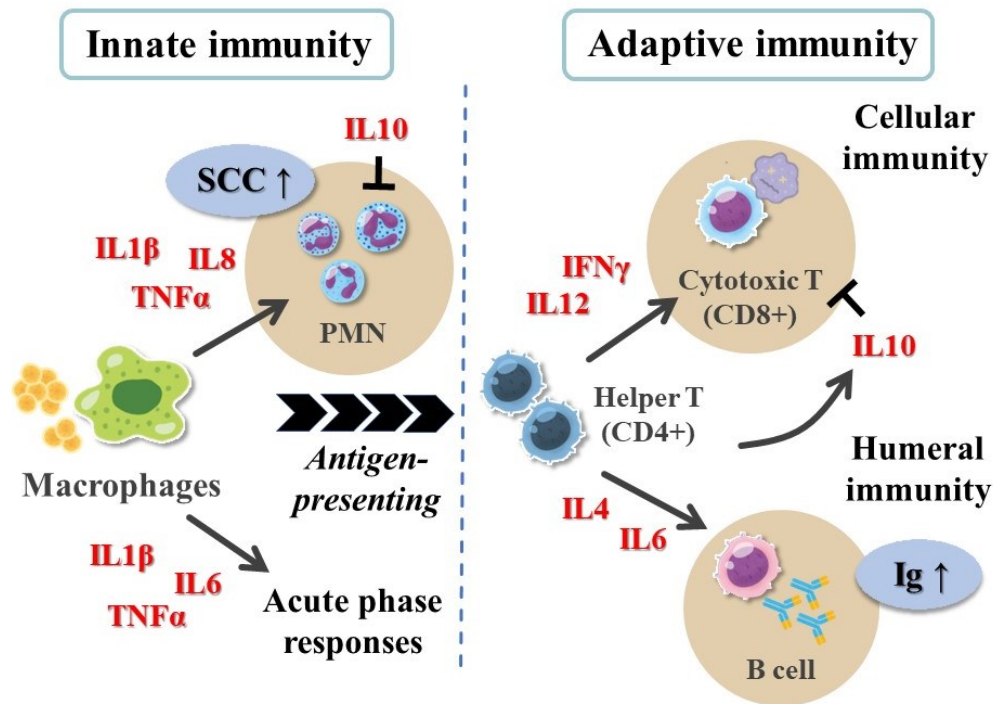 Innate immunity
IL10
SCC ↑
IL1β
IL8
TNFα
PMN
Macrophages
Antigen-
presenting
IL1β
IL6
TNFα
Acute phase
responses
Adaptive immunity
Cellular
immunity
IFNγ
IL12
Cytotoxic T
(CD8+)
IL10
Helper T
(CD4+)
Humeral
immunity
IL4
IL6
Ig ↑
B cell